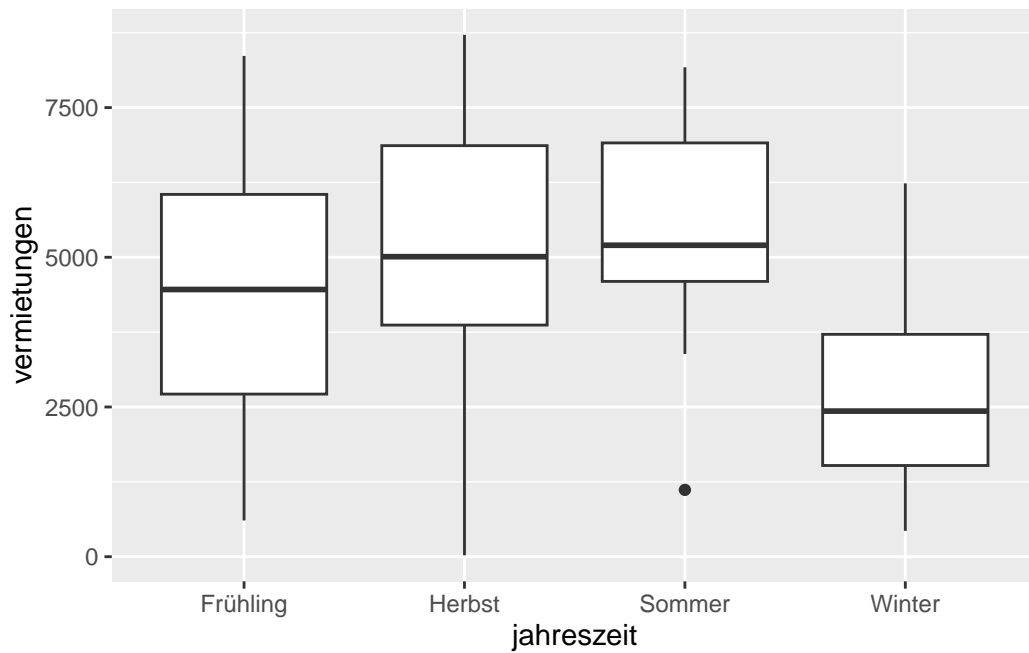 vermietungen
7500
5000
2500
0
Frühling Herbst Sommer Winter
jahreszeit